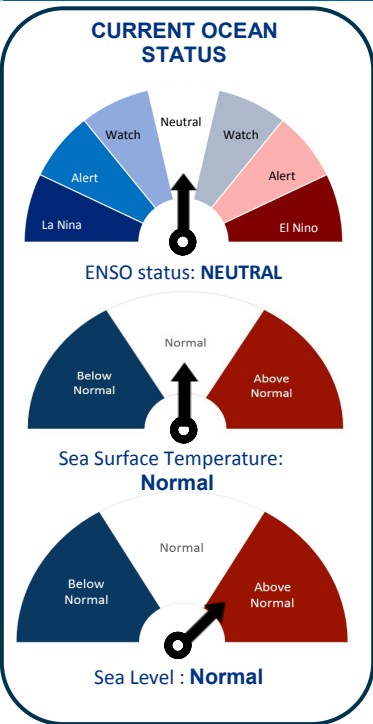 CURRENT OCEAN
STATUS
Neutral
Watch
Watch
Alert
Alert
La Nina
El Nino
ENSO status: NEUTRAL
Normal
Below
Normal
Above
Normal
Sea Surface Temperature:
Normal
Normal
Below
Normal
Above
Normal
Sea Level : Normal